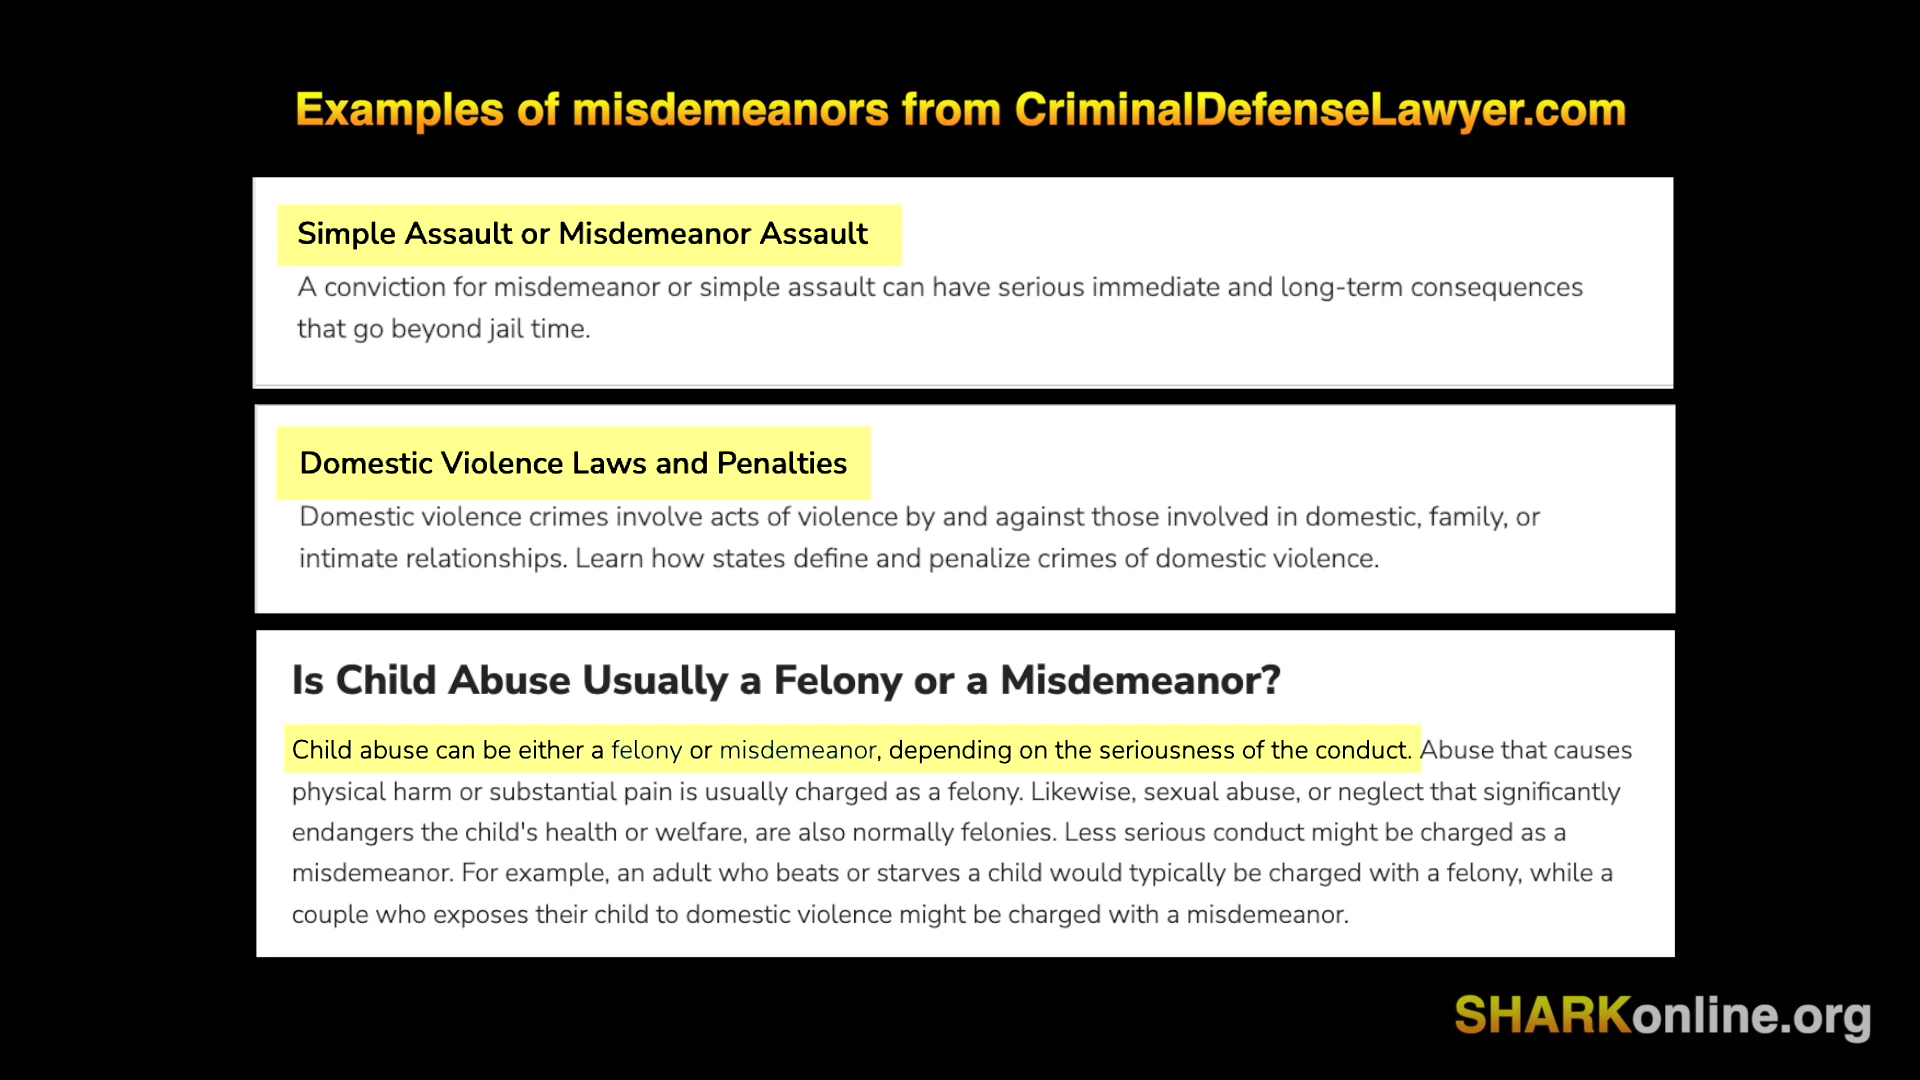 Examples of misdemeanors from CriminalDefenseLawyer.com
Simple Assault or Misdemeanor Assault
A conviction for misdemeanor or simple assault can have serious immediate and long-term consequences
that go beyond jail time.
Domestic Violence Laws and Penalties
Domestic violence crimes involve acts of violence by and against those involved in domestic, family, or
intimate relationships. Learn how states define and penalize crimes of domestic violence.
Is Child Abuse Usually a Felony or a Misdemeanor?
Child abuse can be either a felony or misdemeanor, depending on the seriousness of the conduct. Abuse that causes
physical harm or substantial pain is usually charged as a felony. Likewise, sexual abuse, or neglect that significantly
endangers the child's health or welfare, are also normally felonies. Less serious conduct might be charged as a
misdemeanor. For example, an adult who beats or starves a child would typically be charged with a felony, while a
couple who exposes their child to domestic violence might be charged with a misdemeanor.
SHARKonline.org